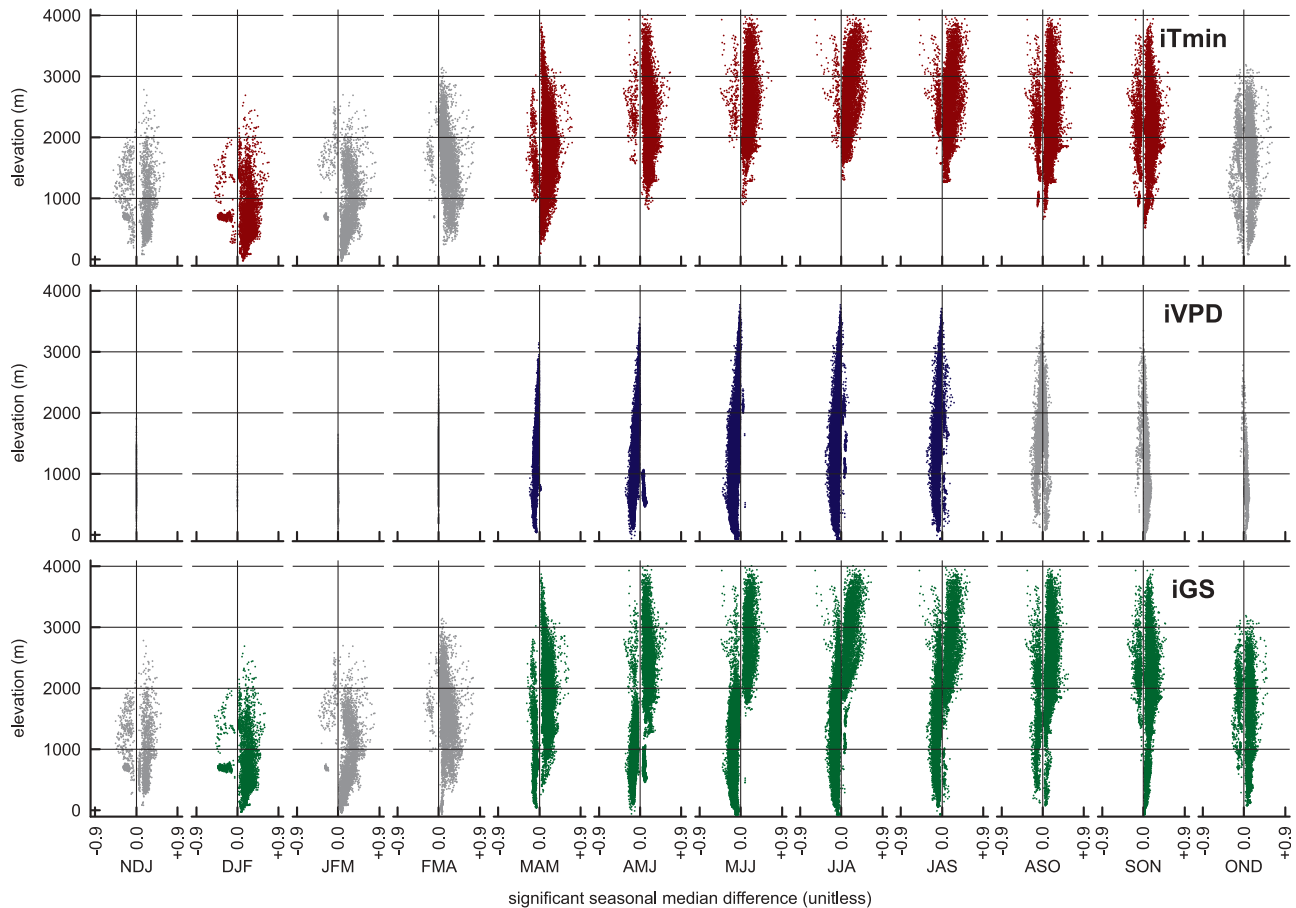 4000
iTmin
3000
2000
1000
0
elevation (m)
4000
iVPD
3000
2000
1000
0
elevation (m)
4000
iGS
3000
2000
1000
0
elevation (m)
-0.9 0.0 +0.9 -0.9 0.0 +0.9 -0.9 0.0 +0.9 -0.9 0.0 +0.9 -0.9 0.0 +0.9 -0.9 0.0 +0.9 -0.9 0.0 +0.9 -0.9 0.0 +0.9 -0.9 0.0 +0.9 -0.9 0.0 +0.9 -0.9 0.0 +0.9 -0.9 0.0 +0.9
NDJ DJF JFM FMA MAM AMJ MJJ JJA JAS ASO SON OND
significant seasonal median difference (unitless)